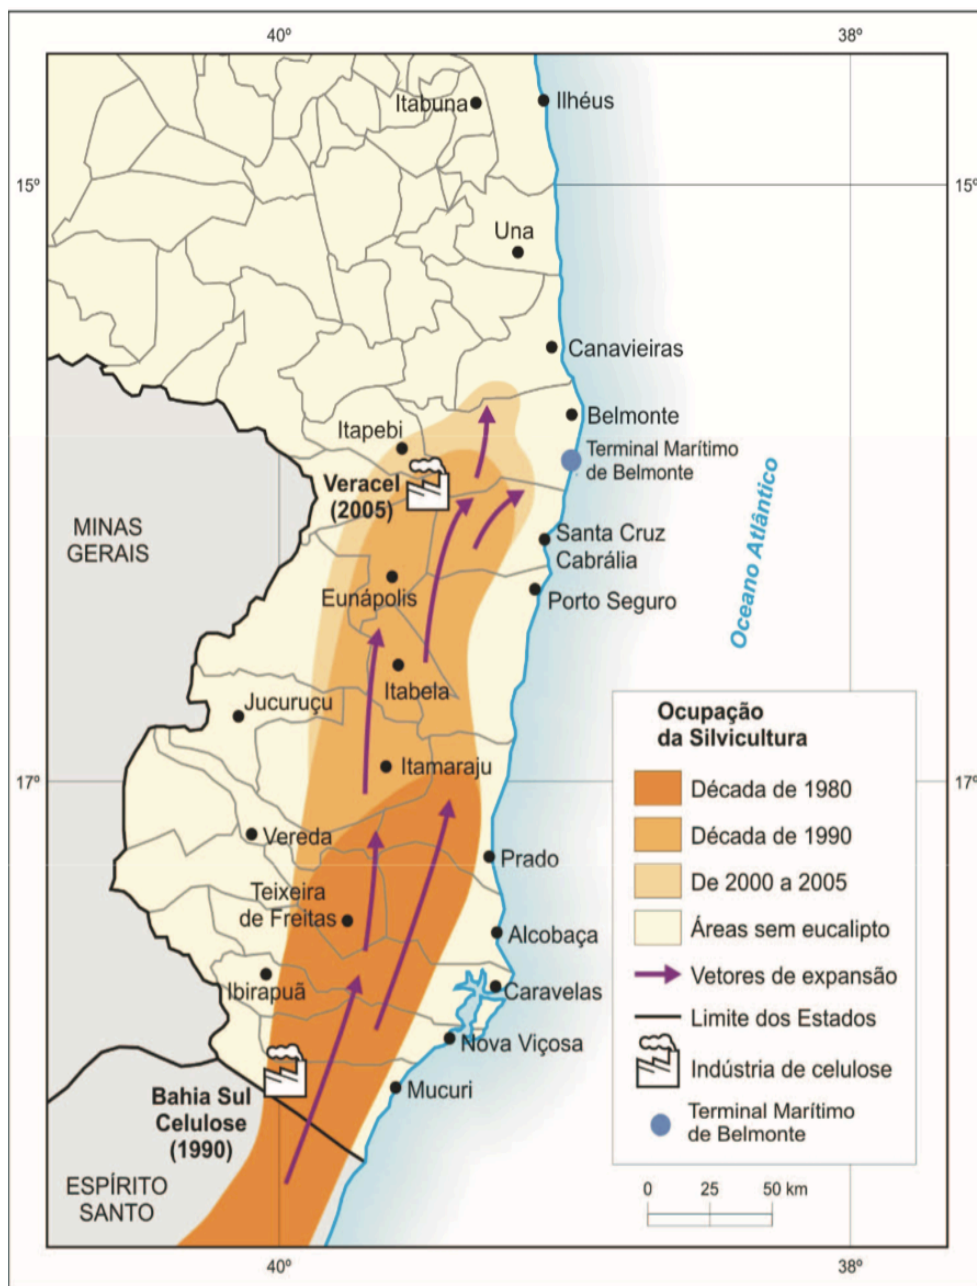 40º
38º
Itabuna
Ilhéus
15º
15º
Una
Canavieiras
Belmonte
Itapebi
Terminal Marítimo
de Belmonte
Veracel
(2005)
MINAS
GERAIS
Santa Cruz
Cabrália
Eunápolis
Porto Seguro
Oceano Atlântico
Itabela
Jucuruçu
Itamaraju
17º
17º
Vereda
Prado
Teixeira
de Freitas
Alcobaça
Ibirapuã
Caravelas
Nova Viçosa
Bahia Sul
Celulose
(1990)
Mucuri
ESPÍRITO
SANTO
Ocupação
da Silvicultura
Década de 1980
Década de 1990
De 2000 a 2005
Áreas sem eucalipto
Vetores de expansão
Limite dos Estados
Indústria de celulose
Terminal Marítimo
de Belmonte
0 25 50 km
40º
38º